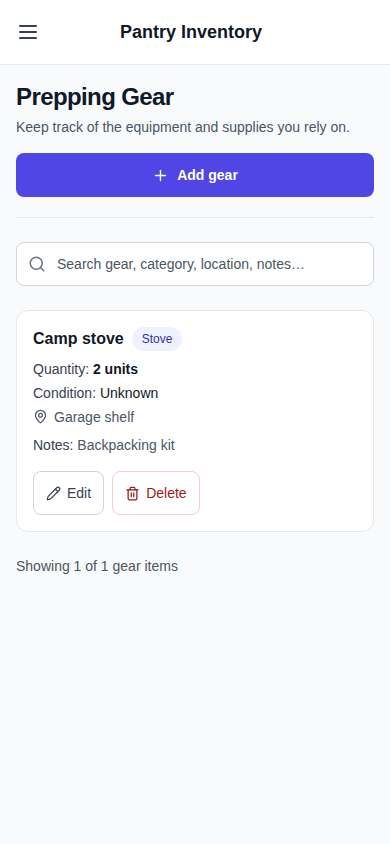 Pantry Inventory
Prepping Gear
Keep track of the equipment and supplies you rely on.
Add gear
Search gear, category, location, notes…
Camp stove Stove
Quantity: 2 units
Condition: Unknown
Garage shelf
Notes: Backpacking kit
Edit Delete
Showing 1 of 1 gear items